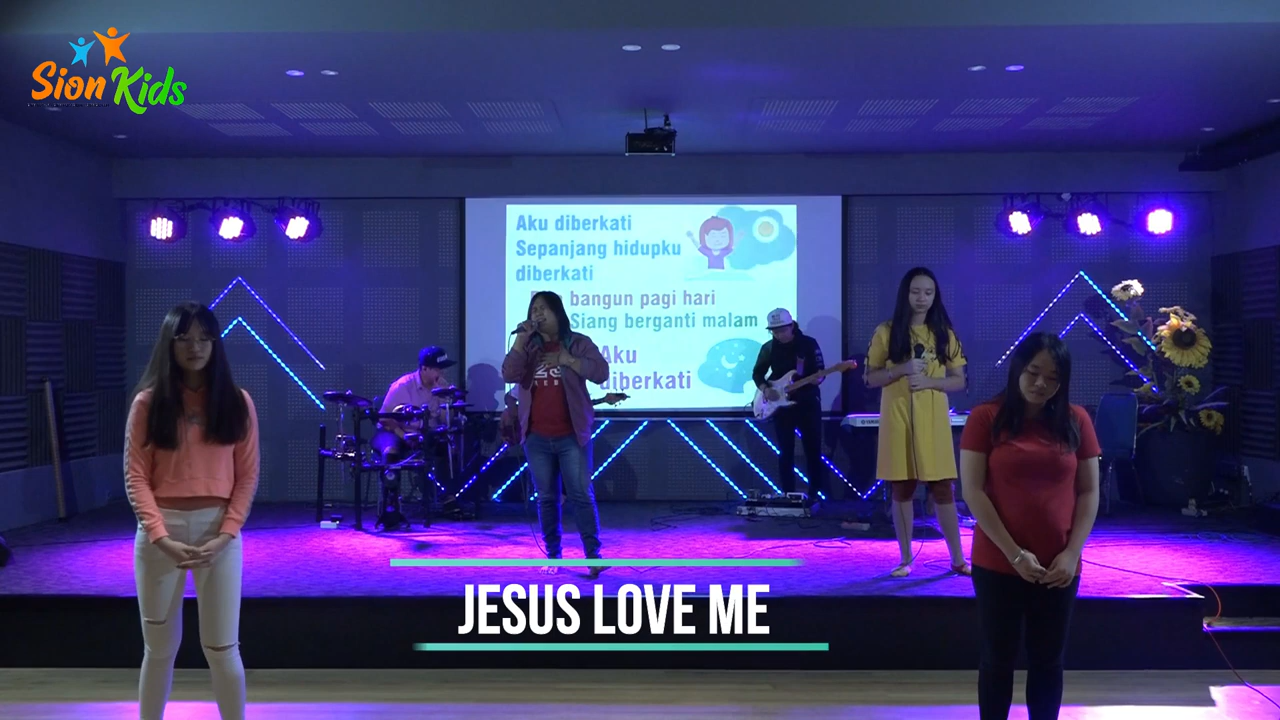 Sion Kids
Aku diberkati
Sepanjang hidupku
diberkati
bangun pagi hari
Siang berganti malam
Aku
diberkati
JESUS LOVE ME